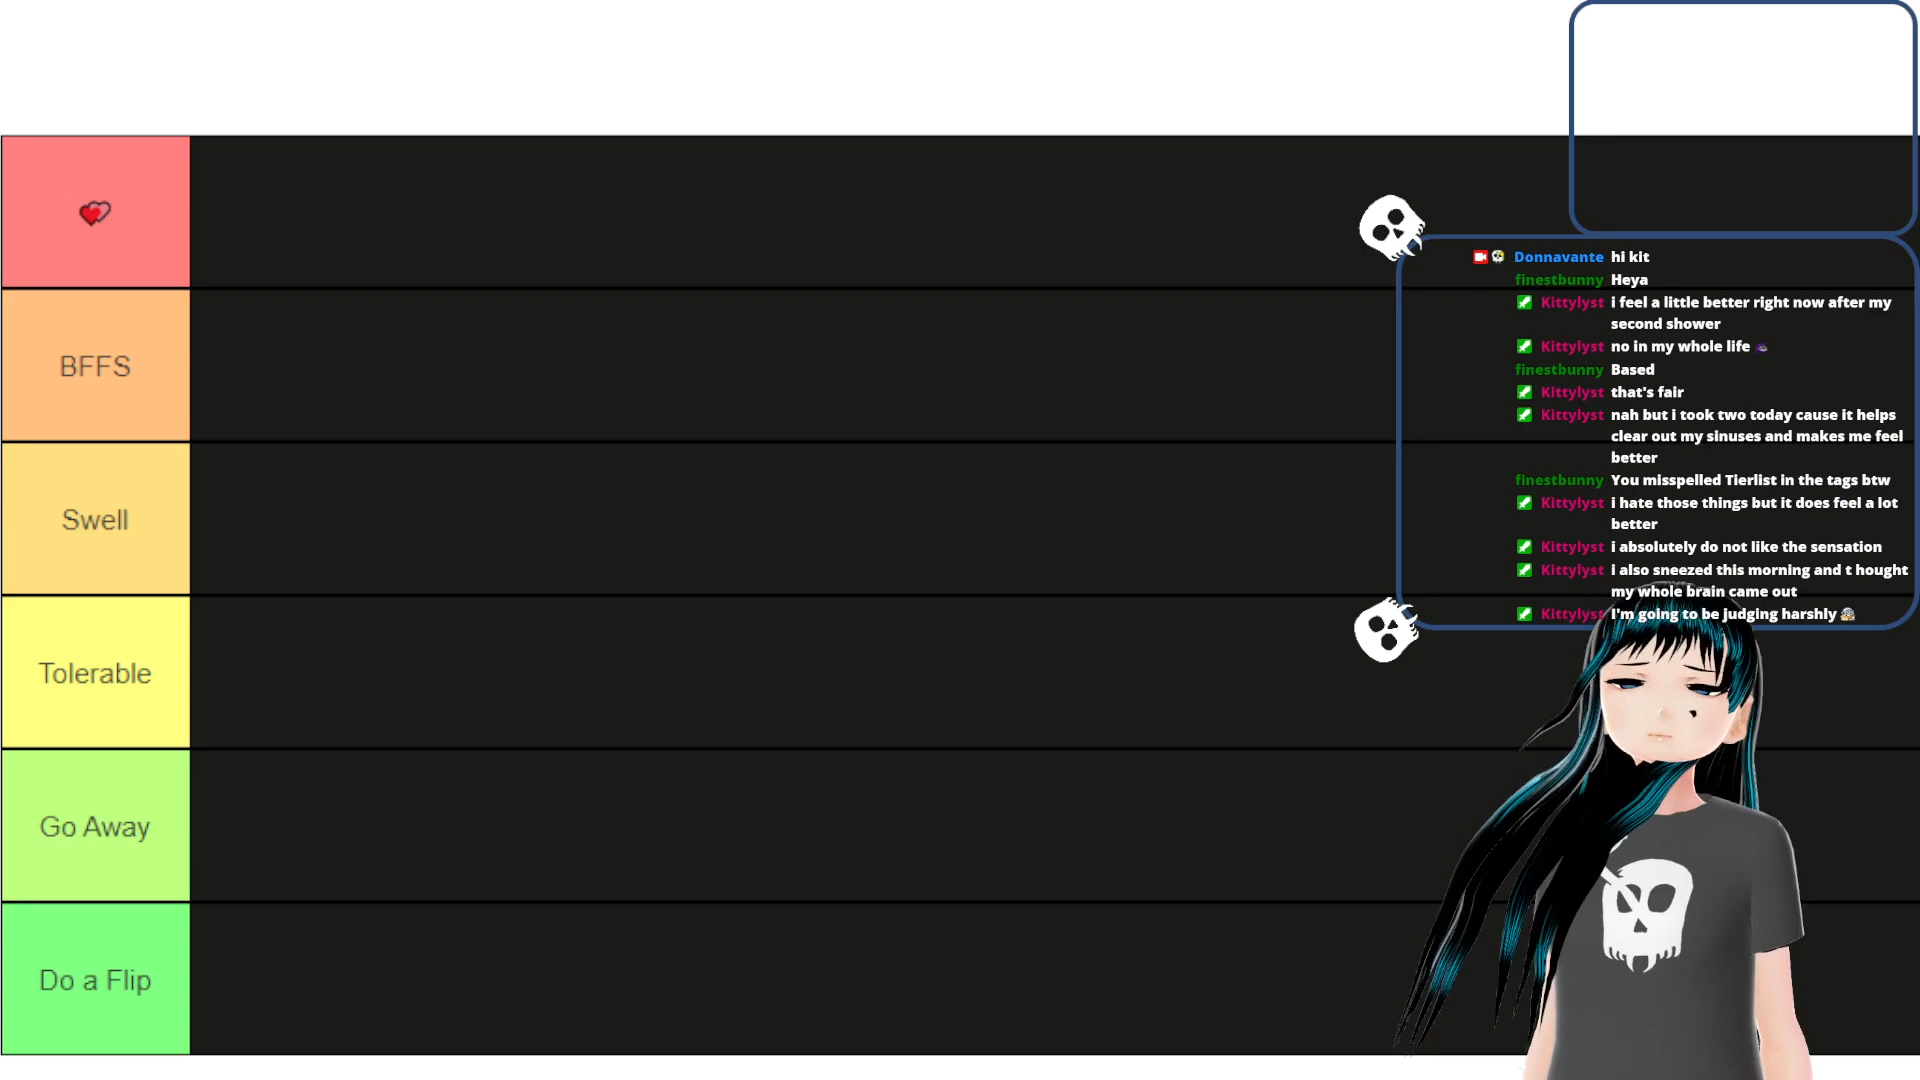 BFFS
Swell
Tolerable
Go Away
Do a Flip
Donnavante hi kit
finestbunny Heya
Kittylyst i feel a little better right now after my
second shower
Kittylyst no in my whole life
finestbunny Based
Kittylyst that's fair
Kittylyst nah but i took two today cause it helps
clear out my sinuses and makes me feel
better
finestbunny You misspelled Tierlist in the tags btw
Kittylyst i hate those things but it does feel a lot
better
Kittylyst i absolutely do not like the sensation
Kittylyst i also sneezed this morning and t hought
my whole brain came out
Kittylyst I'm going to be judging harshly